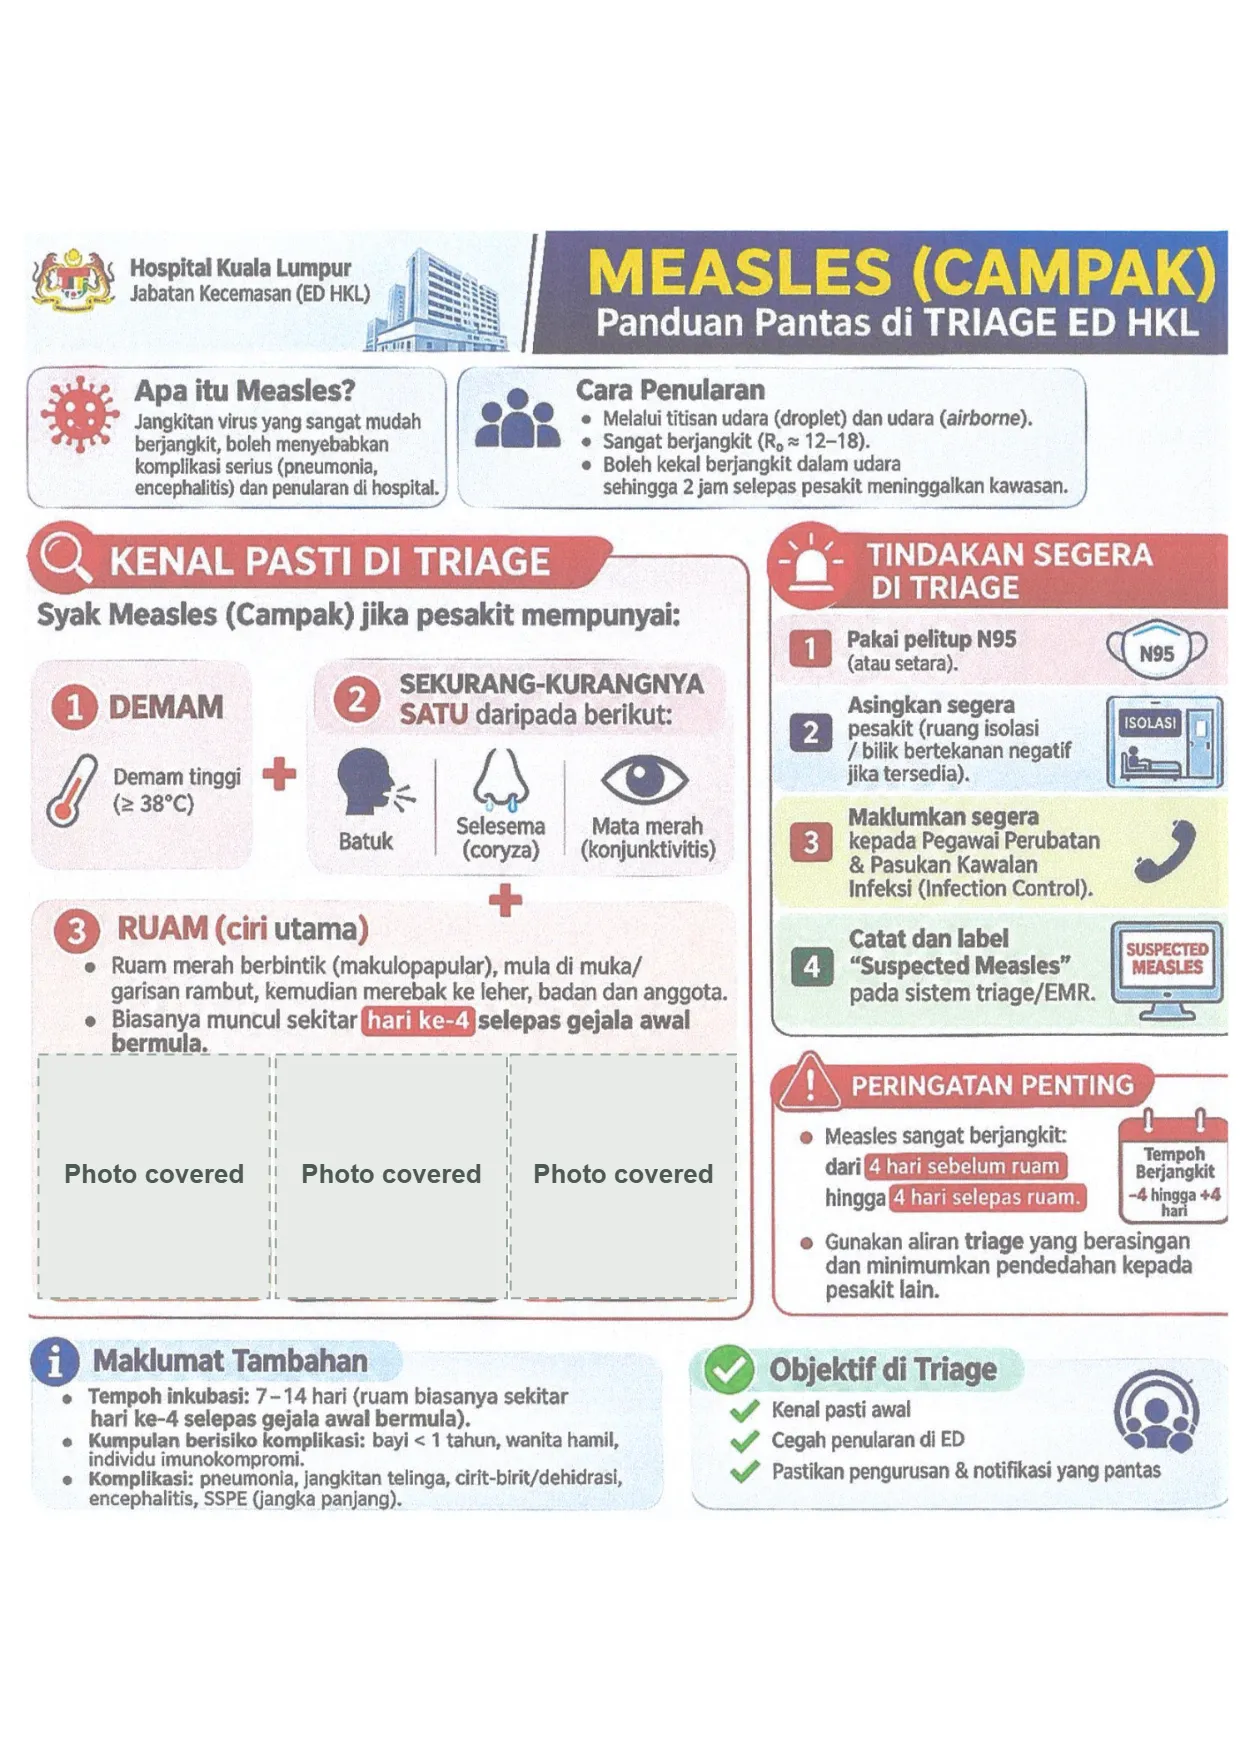 Hospital Kuala Lumpur
Jabatan Kecemasan (ED HKL)
MEASLES (CAMPAK)
Panduan Pantas di TRIAGE ED HKL
Apa itu Measles?
Jangkitan virus yang sangat mudah
berjangkit, boleh menyebabkan
komplikasi serius (pneumonia,
encephalitis) dan penularan di hospital.
Cara Penularan
• Melalui titisan udara (droplet) dan udara (airborne).
• Sangat berjangkit (R₀ ≈ 12–18).
• Boleh kekal berjangkit dalam udara
sehingga 2 jam selepas pesakit meninggalkan kawasan.
KENAL PASTI DI TRIAGE
Syak Measles (Campak) jika pesakit mempunyai:
1 DEMAM
Demam tinggi
(≥ 38°C)
2 SEKURANG-KURANGNYA
SATU daripada berikut:
Batuk
Selesema
(coryza)
Mata merah
(konjunktivitis)
3 RUAM (ciri utama)
• Ruam merah berbintik (makulopapular), mula di muka/
garisan rambut, kemudian merebak ke leher, badan dan anggota.
• Biasanya muncul sekitar hari ke-4 selepas gejala awal
bermula.
Photo covered
Photo covered
Photo covered
TINDAKAN SEGERA
DI TRIAGE
1 Pakai pelitup N95
(atau setara).
N95
2 Asingkan segera
pesakit (ruang isolasi
/ bilik bertekanan negatif
jika tersedia).
ISOLASI
3 Maklumkan segera
kepada Pegawai Perubatan
& Pasukan Kawalan
Infeksi (Infection Control).
4 Catat dan label
“Suspected Measles”
pada sistem triage/EMR.
SUSPECTED
MEASLES
PERINGATAN PENTING
• Measles sangat berjangkit:
dari 4 hari sebelum ruam
hingga 4 hari selepas ruam.
Tempoh
Berjangkit
–4 hingga +4
hari
• Gunakan aliran triage yang berasingan
dan minimumkan pendedahan kepada
pesakit lain.
Maklumat Tambahan
• Tempoh inkubasi: 7–14 hari (ruam biasanya sekitar
hari ke-4 selepas gejala awal bermula).
• Kumpulan berisiko komplikasi: bayi < 1 tahun, wanita hamil,
individu imunokompromi.
• Komplikasi: pneumonia, jangkitan telinga, cirit-birit/dehidrasi,
encephalitis, SSPE (jangka panjang).
Objektif di Triage
Kenal pasti awal
Cegah penularan di ED
Pastikan pengurusan & notifikasi yang pantas